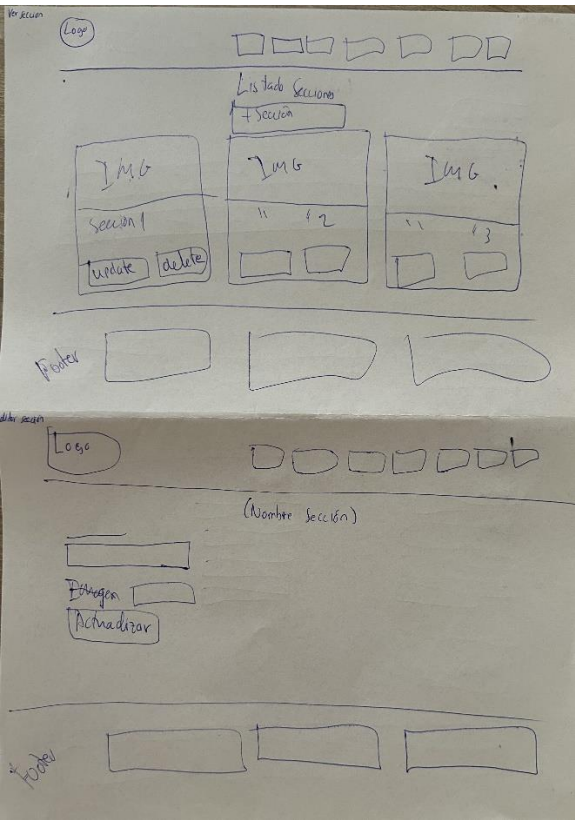 Ver sección
Logo
Listado Secciones
+ Sección
IMG
IMG
IMG
Sección 1
" " 2
" " 3
update
delete
Footer
editar sección
Logo
(Nombre Sección)
Imagen
Actualizar
Footer